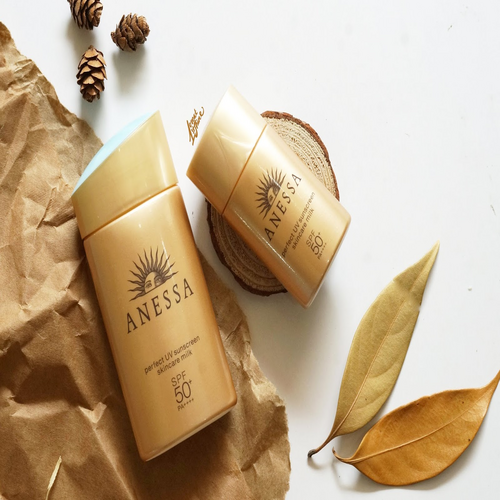 ANESSA
perfect UV sunscreen
skincare milk
SPF
50+
PA++++
ANESSA
perfect UV sunscreen
skincare milk
SPF
50+